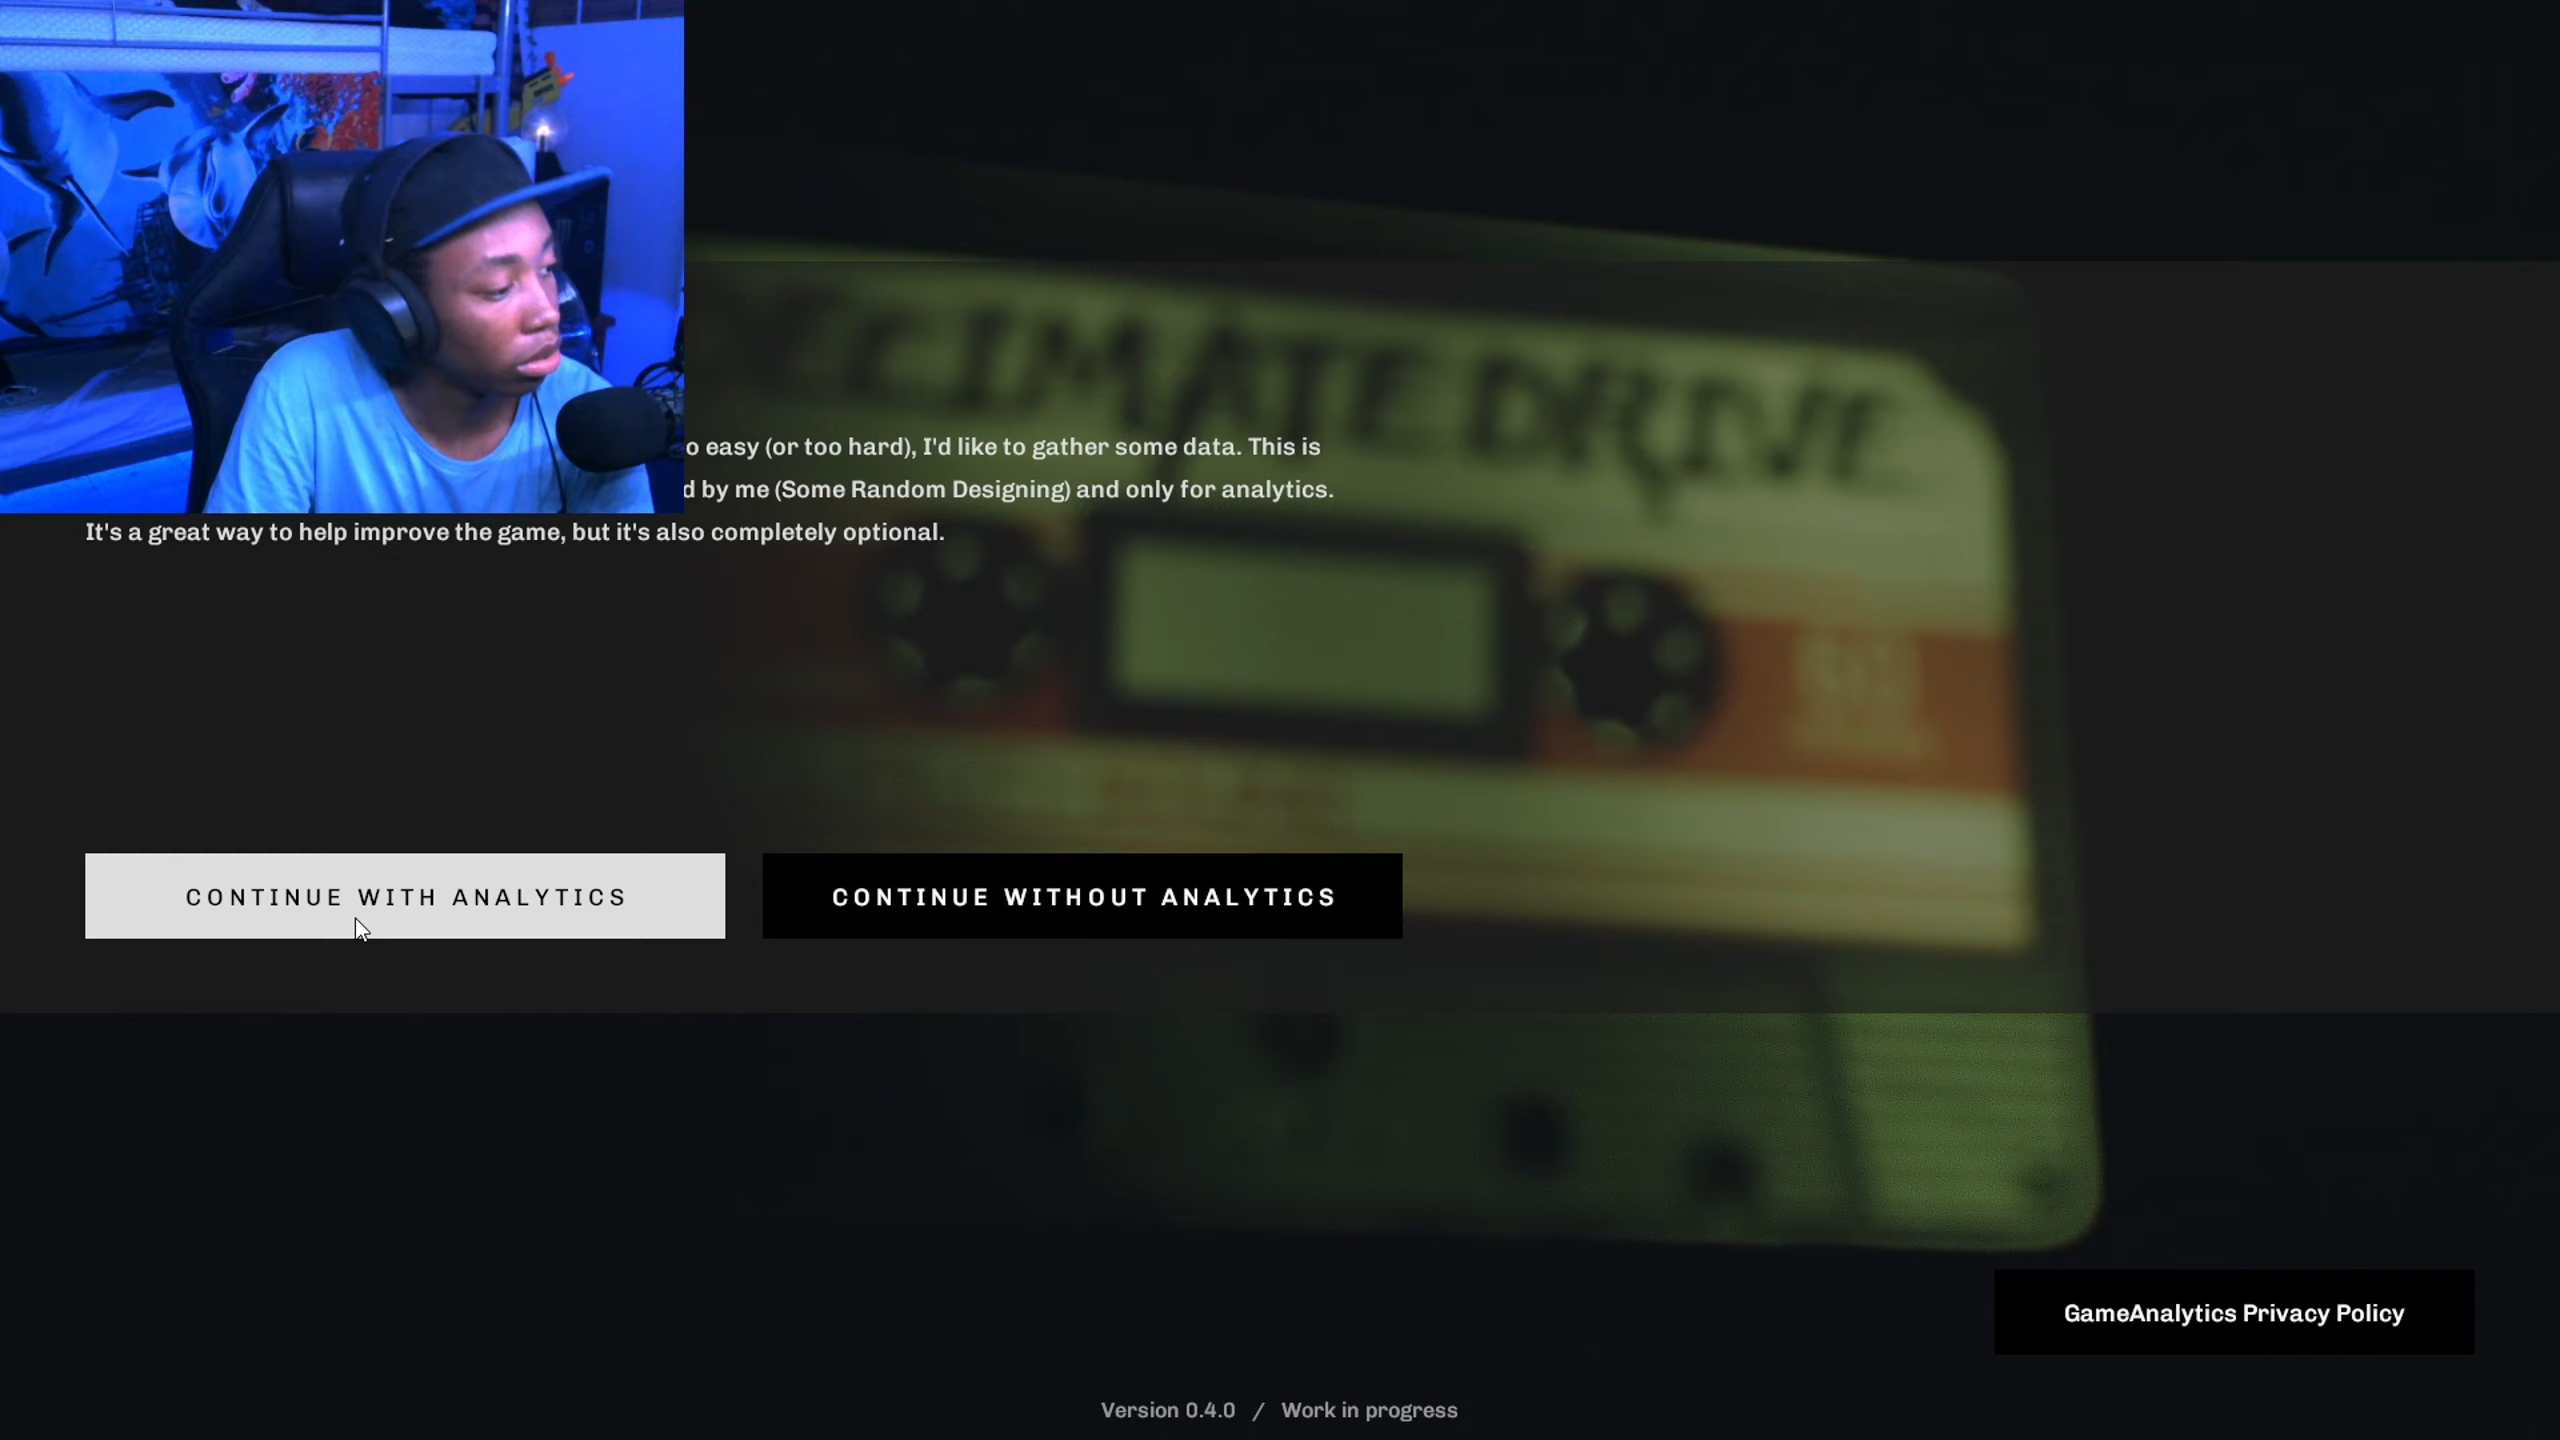 CIMATE DRIVE
o easy (or too hard), I'd like to gather some data. This is
d by me (Some Random Designing) and only for analytics.
It's a great way to help improve the game, but it's also completely optional.
CONTINUE WITH ANALYTICS
CONTINUE WITHOUT ANALYTICS
GameAnalytics Privacy Policy
Version 0.4.0 / Work in progress